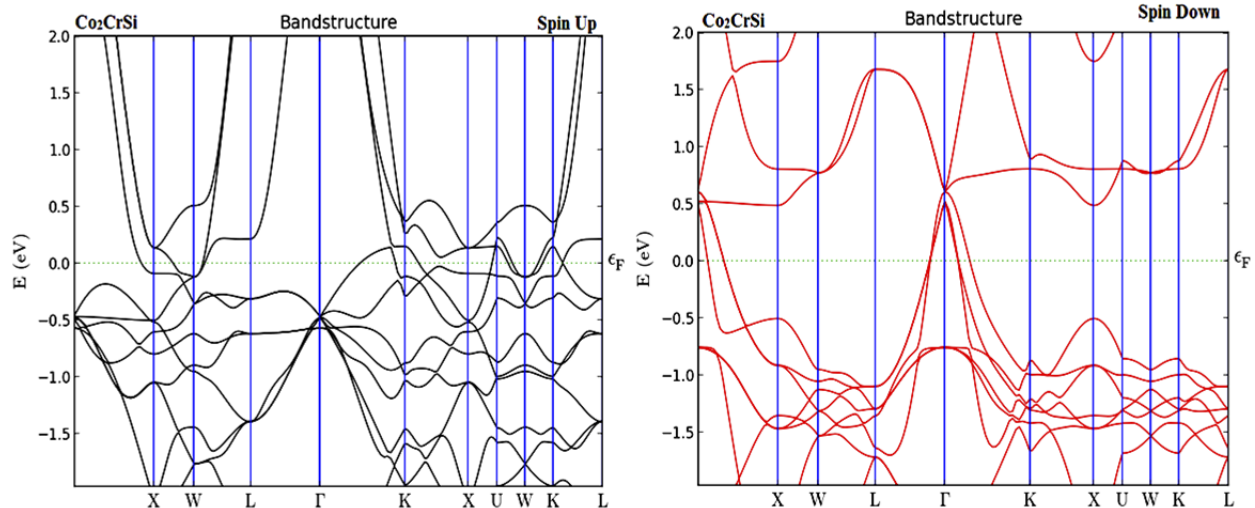 Co₂CrSi Bandstructure Spin Up
2.0
1.5
1.0
0.5
0.0
−0.5
−1.0
−1.5
E (eV)
ϵF
X W L Γ K X U W K L
Co₂CrSi Bandstructure Spin Down
2.0
1.5
1.0
0.5
0.0
−0.5
−1.0
−1.5
E (eV)
ϵF
X W L Γ K X U W K L